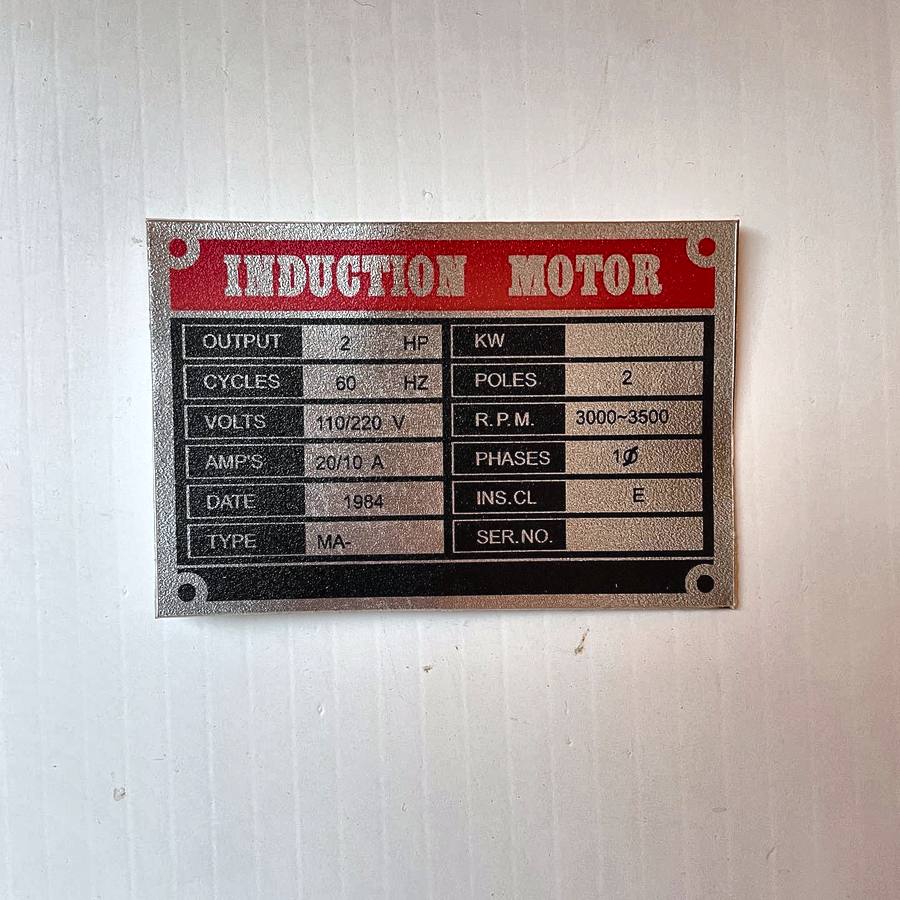 INDUCTION MOTOR
OUTPUT 2 HP
CYCLES 60 HZ
VOLTS 110/220 V
AMP'S 20/10 A
DATE 1984
TYPE MA-
KW
POLES 2
R.P.M. 3000~3500
PHASES 1Ø
INS.CL E
SER.NO.